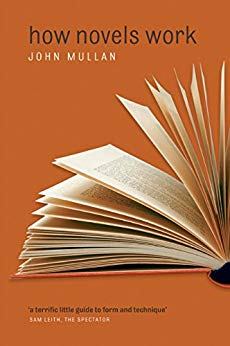 how novels work
JOHN MULLAN
'a terrific little guide to form and technique'
SAM LEITH, THE SPECTATOR